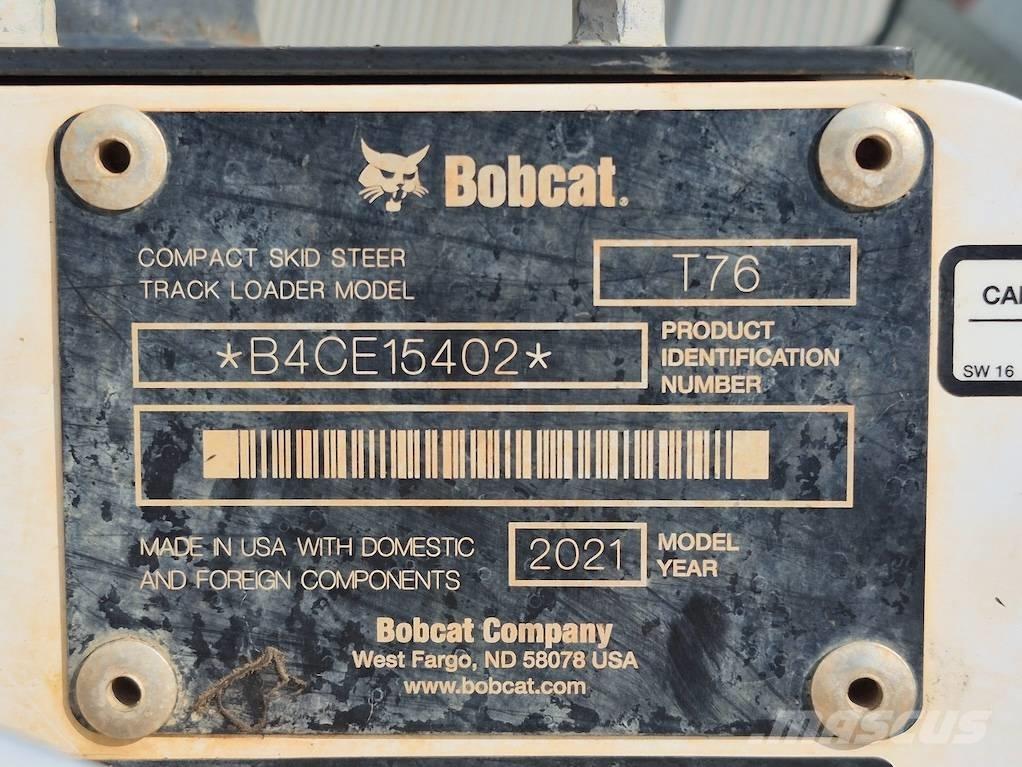 Bobcat.
COMPACT SKID STEER
TRACK LOADER MODEL
T76
*B4CE15402*
PRODUCT
IDENTIFICATION
NUMBER
MADE IN USA WITH DOMESTIC
AND FOREIGN COMPONENTS
2021
MODEL
YEAR
Bobcat Company
West Fargo, ND 58078 USA
www.bobcat.com
SW 16
mascus